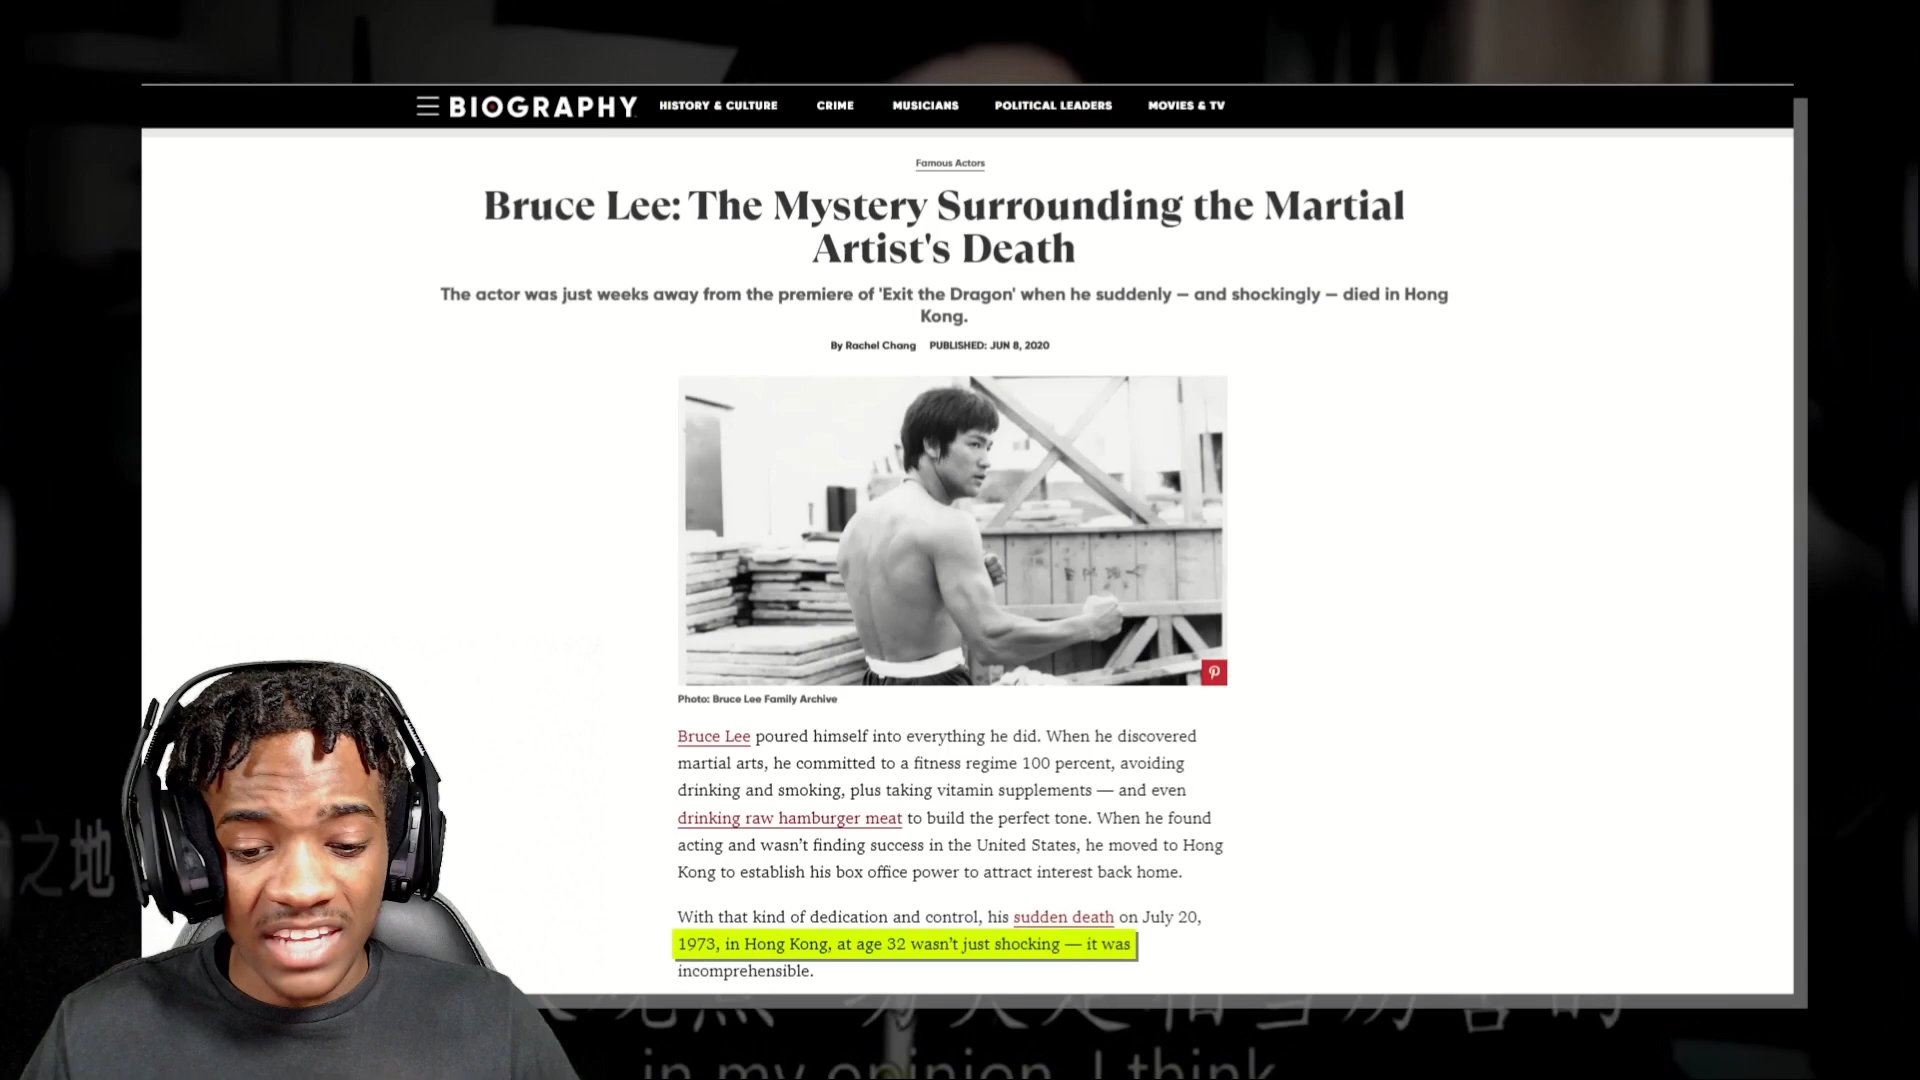 BIOGRAPHY
HISTORY & CULTURE
CRIME
MUSICIANS
POLITICAL LEADERS
MOVIES & TV
Famous Actors
Bruce Lee: The Mystery Surrounding the Martial
Artist's Death
The actor was just weeks away from the premiere of 'Exit the Dragon' when he suddenly — and shockingly — died in Hong
Kong.
By Rachel Chang PUBLISHED: JUN 8, 2020
Photo: Bruce Lee Family Archive
Bruce Lee poured himself into everything he did. When he discovered
martial arts, he committed to a fitness regime 100 percent, avoiding
drinking and smoking, plus taking vitamin supplements — and even
drinking raw hamburger meat to build the perfect tone. When he found
acting and wasn't finding success in the United States, he moved to Hong
Kong to establish his box office power to attract interest back home.
之地
With that kind of dedication and control, his sudden death on July 20,
1973, in Hong Kong, at age 32 wasn't just shocking — it was
incomprehensible.
in my opinion, I think